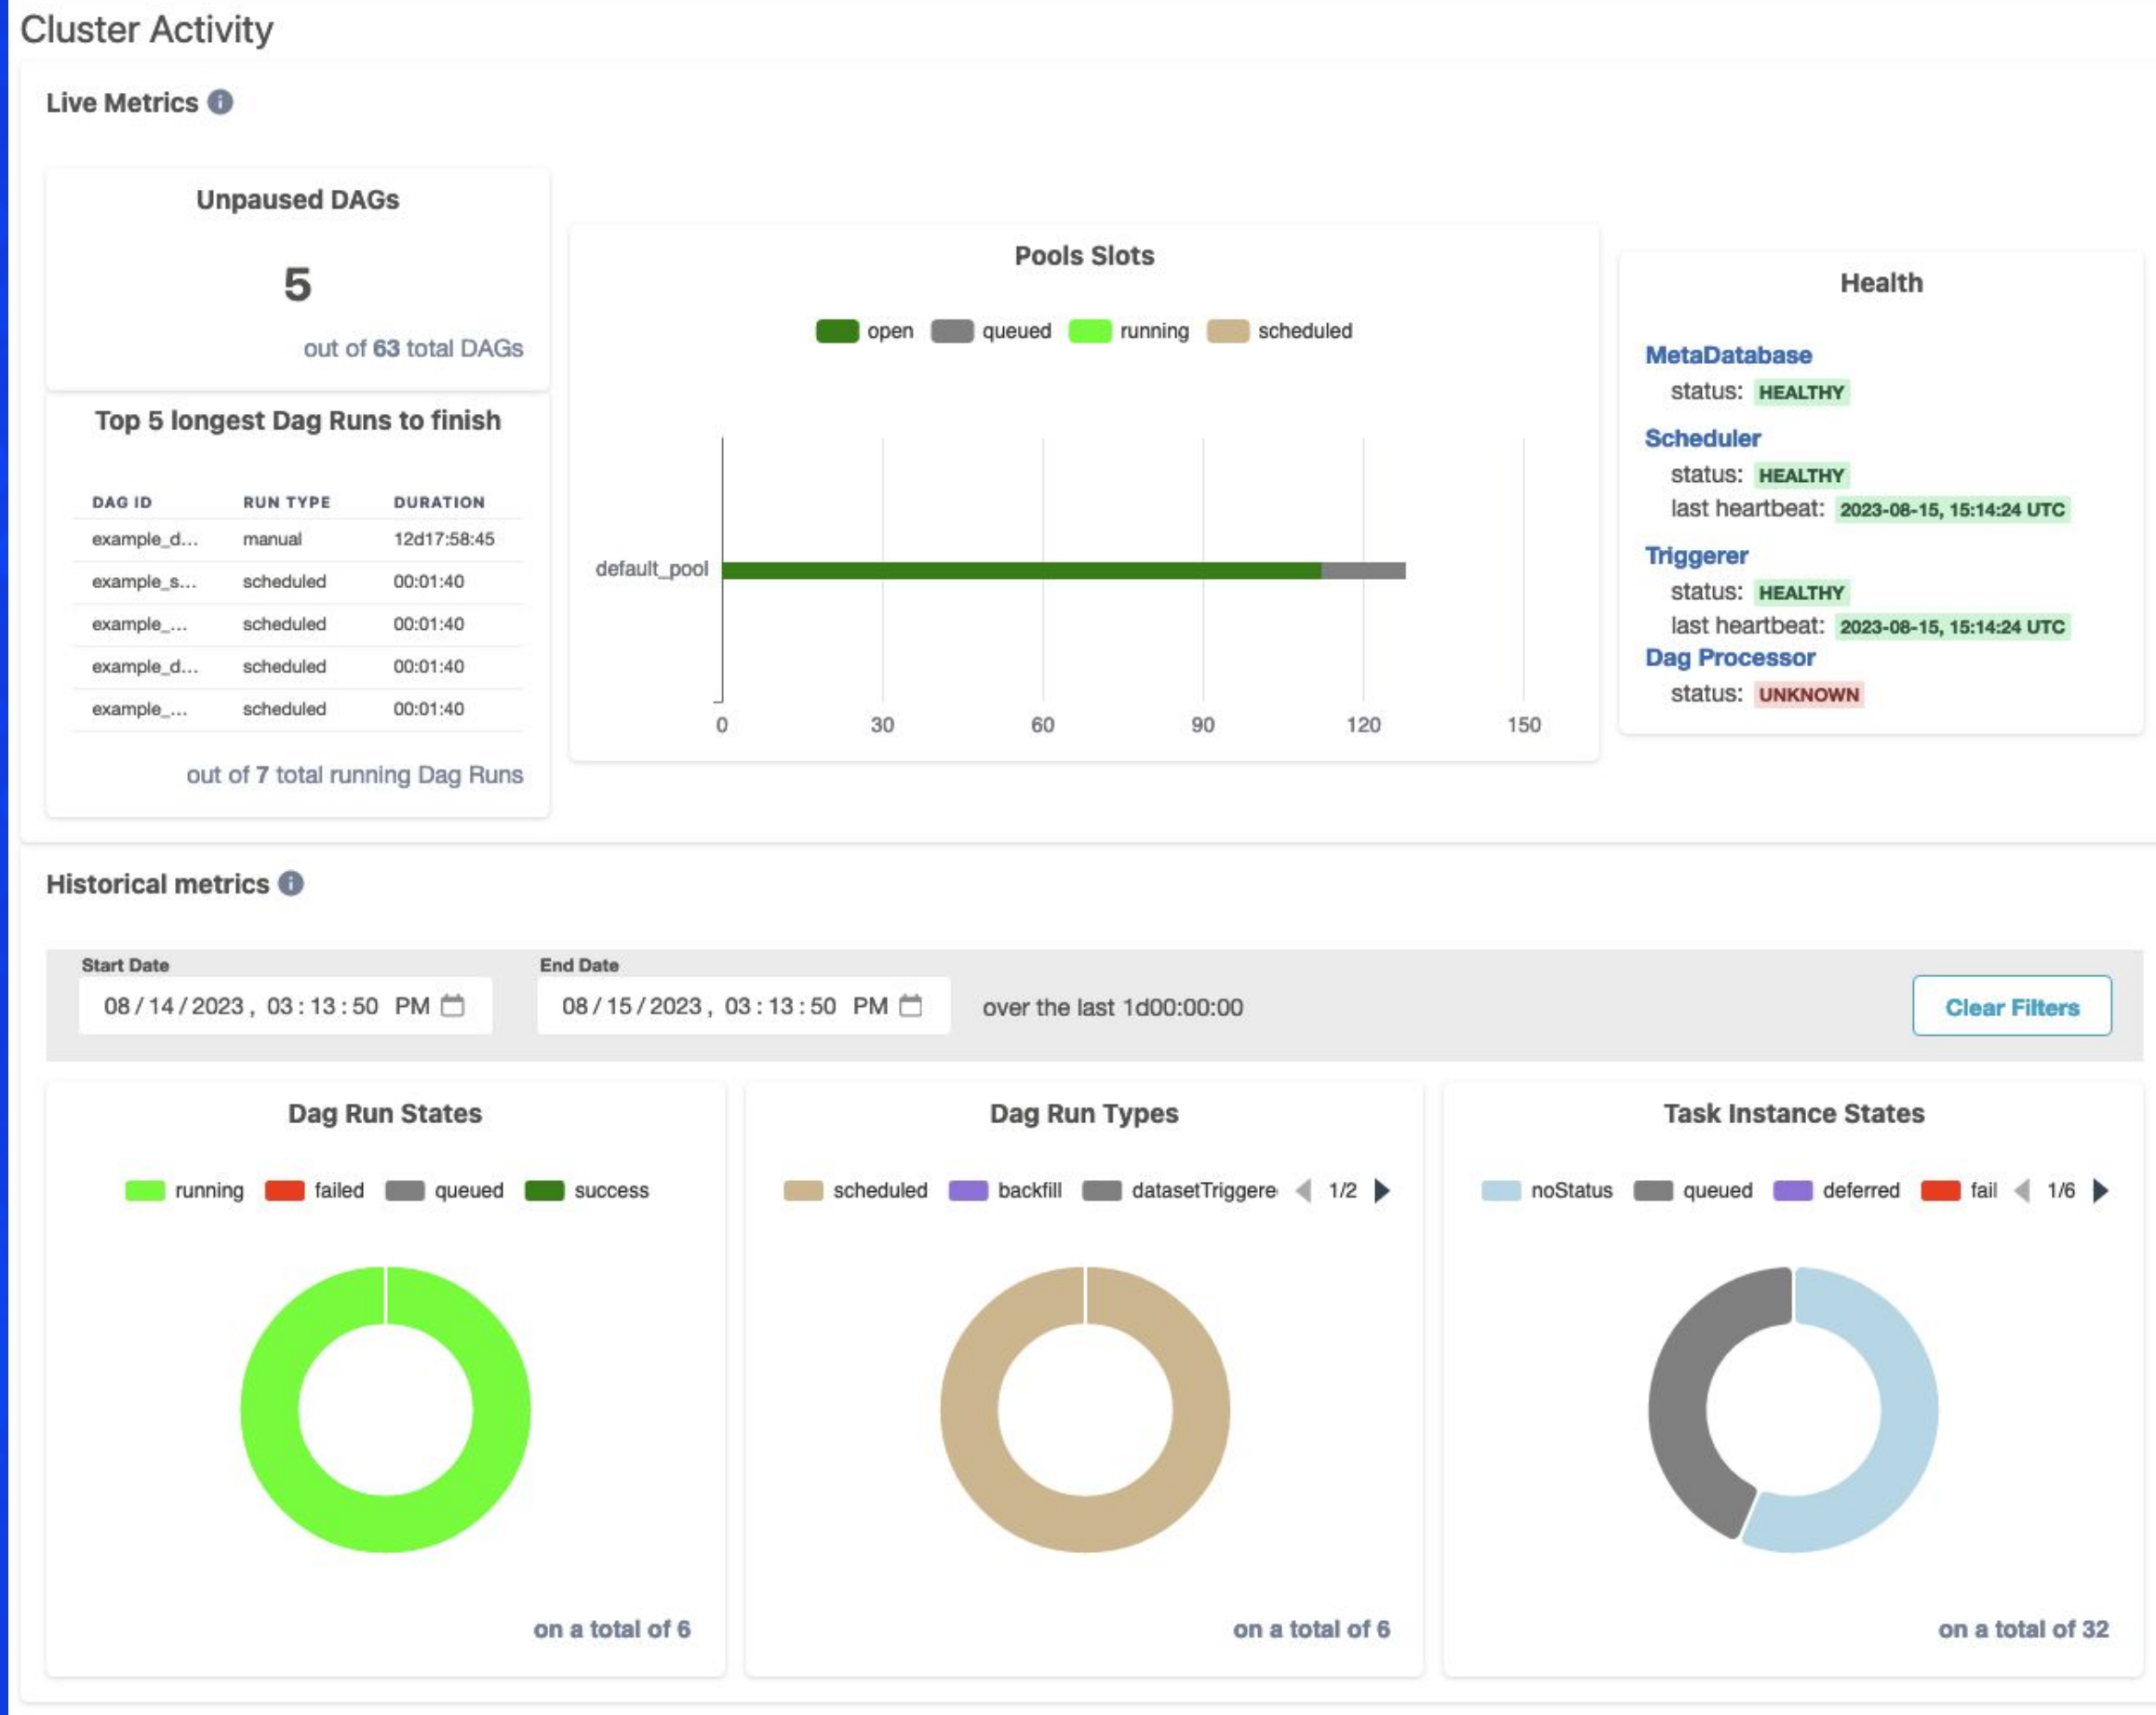 Cluster Activity
Live Metrics
Unpaused DAGs
5
out of 63 total DAGs
Top 5 longest Dag Runs to finish
DAG ID RUN TYPE DURATION
example_d... manual 12d17:58:45
example_s... scheduled 00:01:40
example_... scheduled 00:01:40
example_d... scheduled 00:01:40
example_... scheduled 00:01:40
out of 7 total running Dag Runs
Pools Slots
open queued running scheduled
default_pool
0 30 60 90 120 150
Health
MetaDatabase
status: HEALTHY
Scheduler
status: HEALTHY
last heartbeat: 2023-08-15, 15:14:24 UTC
Triggerer
status: HEALTHY
last heartbeat: 2023-08-15, 15:14:24 UTC
Dag Processor
status: UNKNOWN
Historical metrics
Start Date
08/14/2023, 03:13:50 PM
End Date
08/15/2023, 03:13:50 PM
over the last 1d00:00:00
Clear Filters
Dag Run States
running failed queued success
on a total of 6
Dag Run Types
scheduled backfill datasetTriggere 1/2
on a total of 6
Task Instance States
noStatus queued deferred fail 1/6
on a total of 32